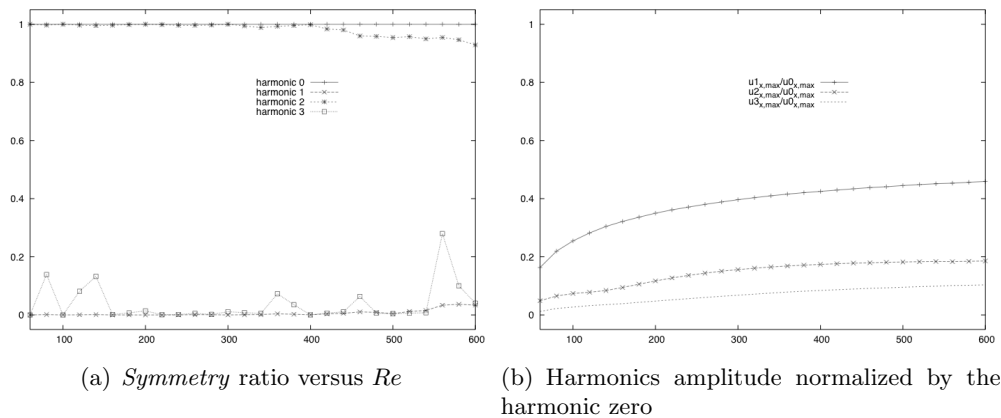 1
0.8
0.6
0.4
0.2
0
100 200 300 400 500 600
harmonic 0
harmonic 1
harmonic 2
harmonic 3
(a) Symmetry ratio versus Re
1
0.8
0.6
0.4
0.2
0
100 200 300 400 500 600
u1x,max/u0x,max
u2x,max/u0x,max
u3x,max/u0x,max
(b) Harmonics amplitude normalized by the
harmonic zero